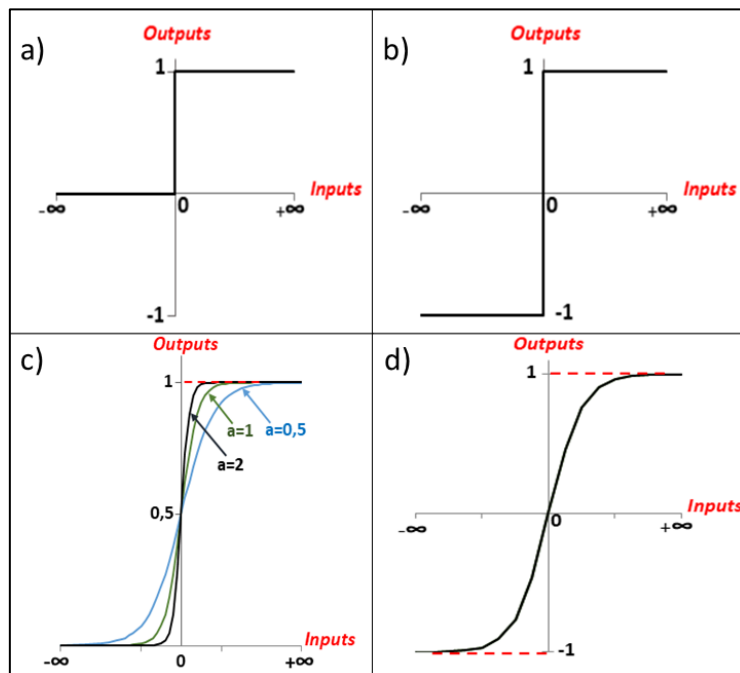 a)
Outputs
1
Inputs
-∞
0
+∞
-1
b)
Outputs
1
Inputs
-∞
0
+∞
-1
c)
Outputs
1
a=1
a=0,5
a=2
0,5
Inputs
-∞
0
+∞
d)
Outputs
1
Inputs
-∞
0
+∞
-1